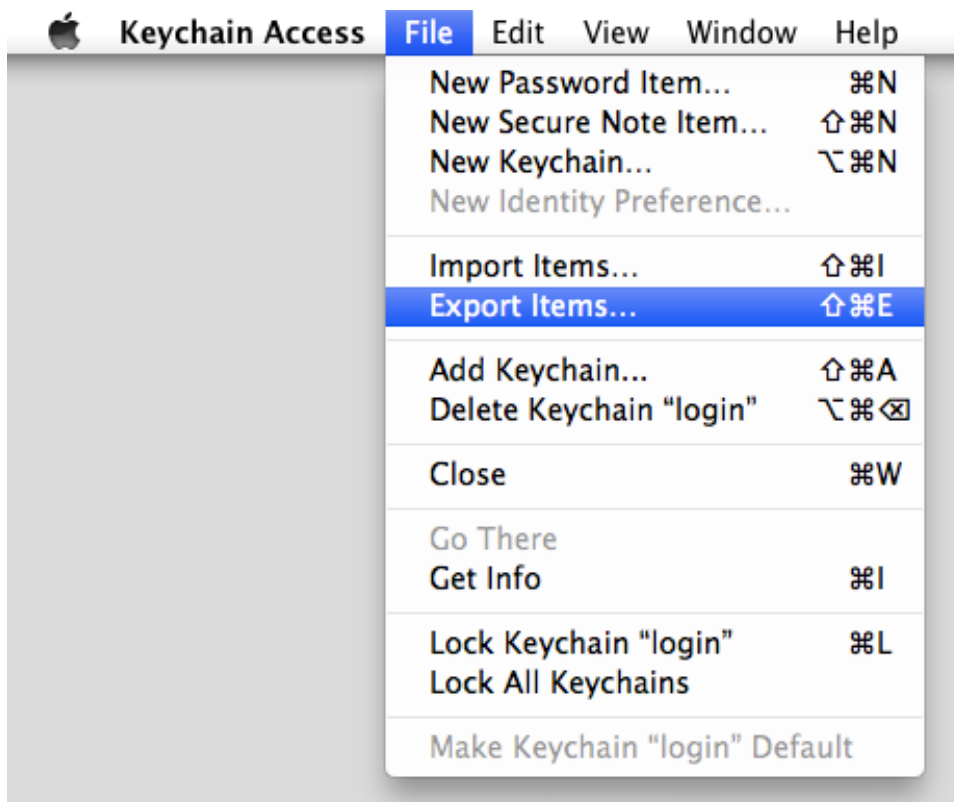 Keychain Access File Edit View Window Help
New Password Item... ⌘N
New Secure Note Item... ⇧⌘N
New Keychain... ⌥⌘N
New Identity Preference...
Import Items... ⇧⌘I
Export Items... ⇧⌘E
Add Keychain... ⇧⌘A
Delete Keychain “login” ⌥⌘⌫
Close ⌘W
Go There
Get Info ⌘I
Lock Keychain “login” ⌘L
Lock All Keychains
Make Keychain “login” Default